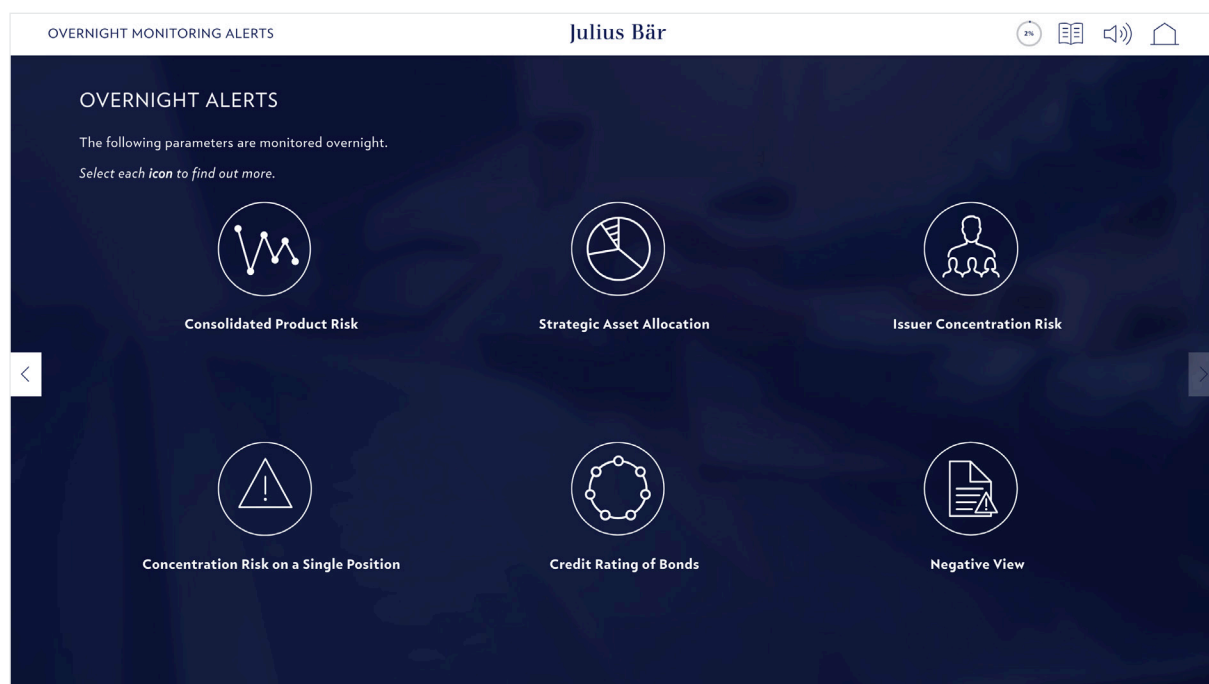 OVERNIGHT MONITORING ALERTS
Julius Bär
2%
OVERNIGHT ALERTS
The following parameters are monitored overnight.
Select each icon to find out more.
Consolidated Product Risk
Strategic Asset Allocation
Issuer Concentration Risk
Concentration Risk on a Single Position
Credit Rating of Bonds
Negative View